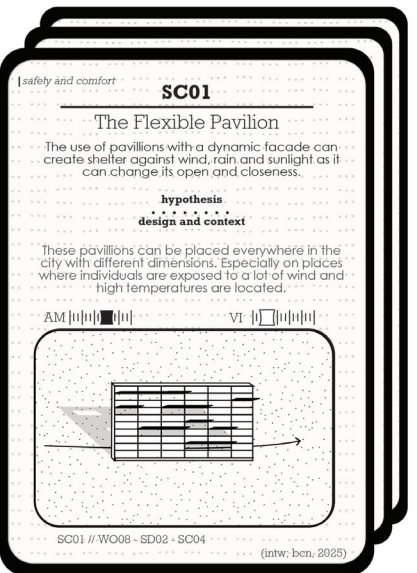 safety and comfort
SC01
The Flexible Pavilion
The use of pavillions with a dynamic facade can
create shelter against wind, rain and sunlight as it
can change its open and closeness.
hypothesis
design and context
These pavillions can be placed everywhere in the
city with different dimensions. Especially on places
where individuals are exposed to a lot of wind and
high temperatures are located.
AM VI
SC01 // WO08 - SD02 - SC04
(intw; bcn, 2025)